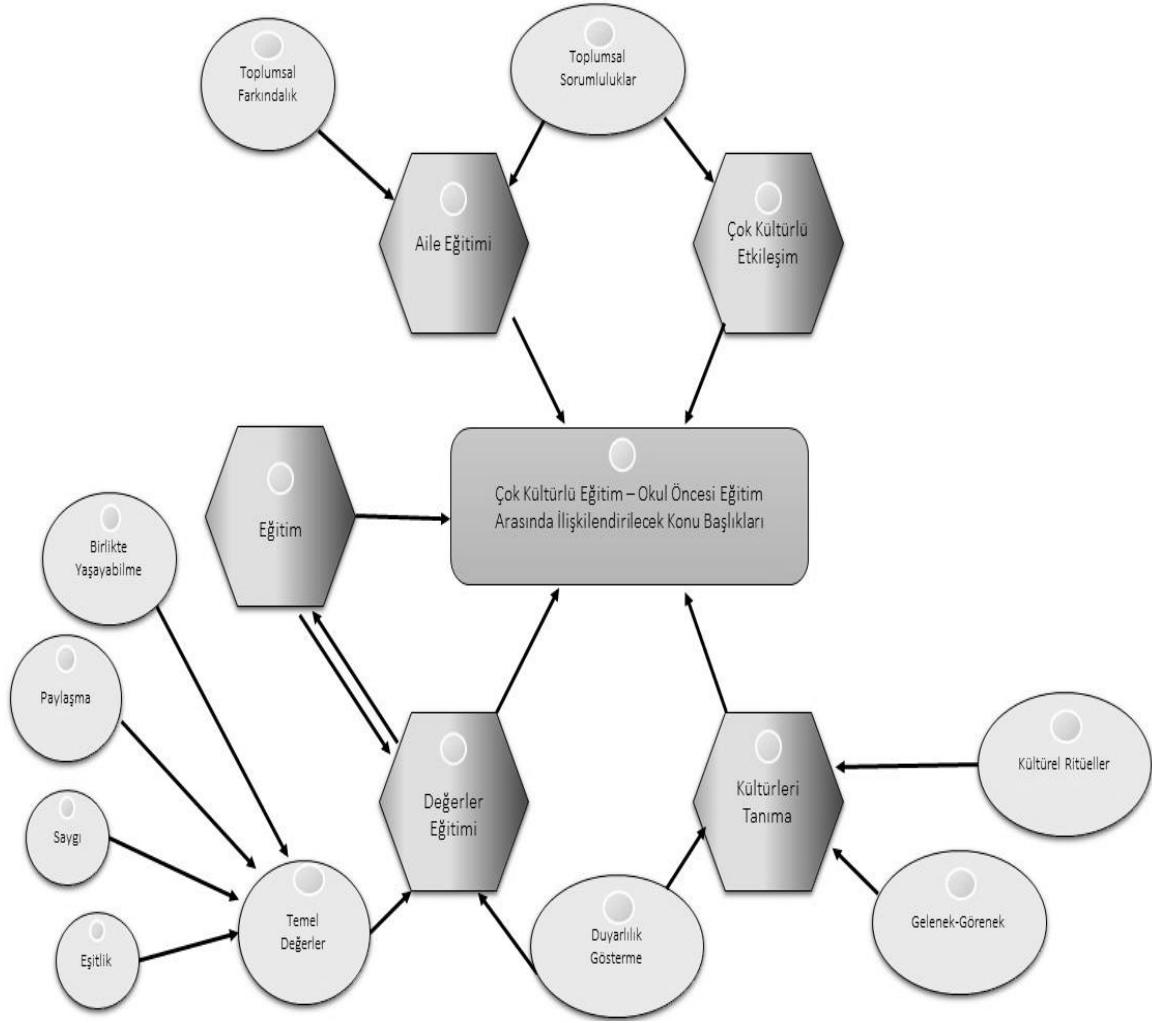 Toplumsal
Farkındalık
Toplumsal
Sorumluluklar
Aile Eğitimi
Çok Kültürlü
Etkileşim
Çok Kültürlü Eğitim – Okul Öncesi Eğitim
Arasında İlişkilendirilecek Konu Başlıkları
Eğitim
Birlikte
Yaşayabilme
Paylaşma
Saygı
Eşitlik
Temel
Değerler
Değerler
Eğitimi
Duyarlılık
Gösterme
Kültürleri
Tanıma
Kültürel Ritüeller
Gelenek-Görenek